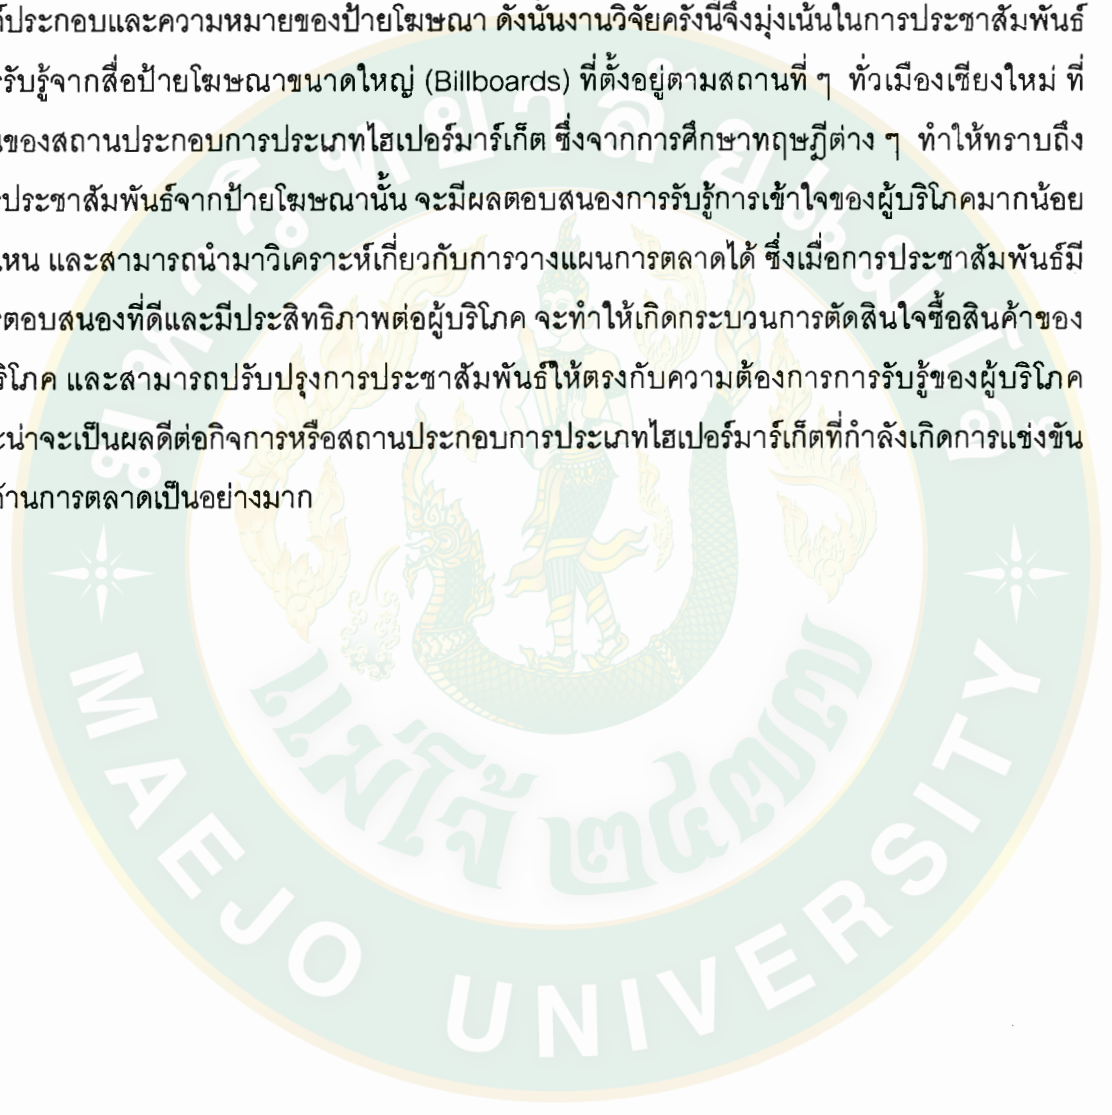 ประกอบและความหมายของป้ายโฆษณา ดังนั้นงานวิจัยครั้งนี้จึงมุ่งเน้นในการประชาสัมพันธ์
รับรู้จากสื่อป้ายโฆษณาขนาดใหญ่ (Billboards) ที่ตั้งอยู่ตามสถานที่ ๆ ทั่วเมืองเชียงใหม่ ที่
ของสถานประกอบการประเภทไฮเปอร์มาร์เก็ต ซึ่งจากการศึกษาทฤษฎีต่าง ๆ ทำให้ทราบถึง
ประชาสัมพันธ์จากป้ายโฆษณานั้น จะมีผลตอบสนองการรับรู้การเข้าใจของผู้บริโภคมากน้อย
ไหน และสามารถนำมาวิเคราะห์เกี่ยวกับการวางแผนการตลาดได้ ซึ่งเมื่อการประชาสัมพันธ์มี
ตอบสนองที่ดีและมีประสิทธิภาพต่อผู้บริโภค จะทำให้เกิดกระบวนการตัดสินใจซื้อสินค้าของ
ริโภค และสามารถปรับปรุงการประชาสัมพันธ์ให้ตรงกับความต้องการการรับรู้ของผู้บริโภค
น่าจะเป็นผลดีต่อกิจการหรือสถานประกอบการประเภทไฮเปอร์มาร์เก็ตที่กำลังเกิดการแข่งขัน
ด้านการตลาดเป็นอย่างมาก
มหาวิทยาลัยแม่โจ้
แม่โจ้ ๒๔๗๗
MAEJO UNIVERSITY